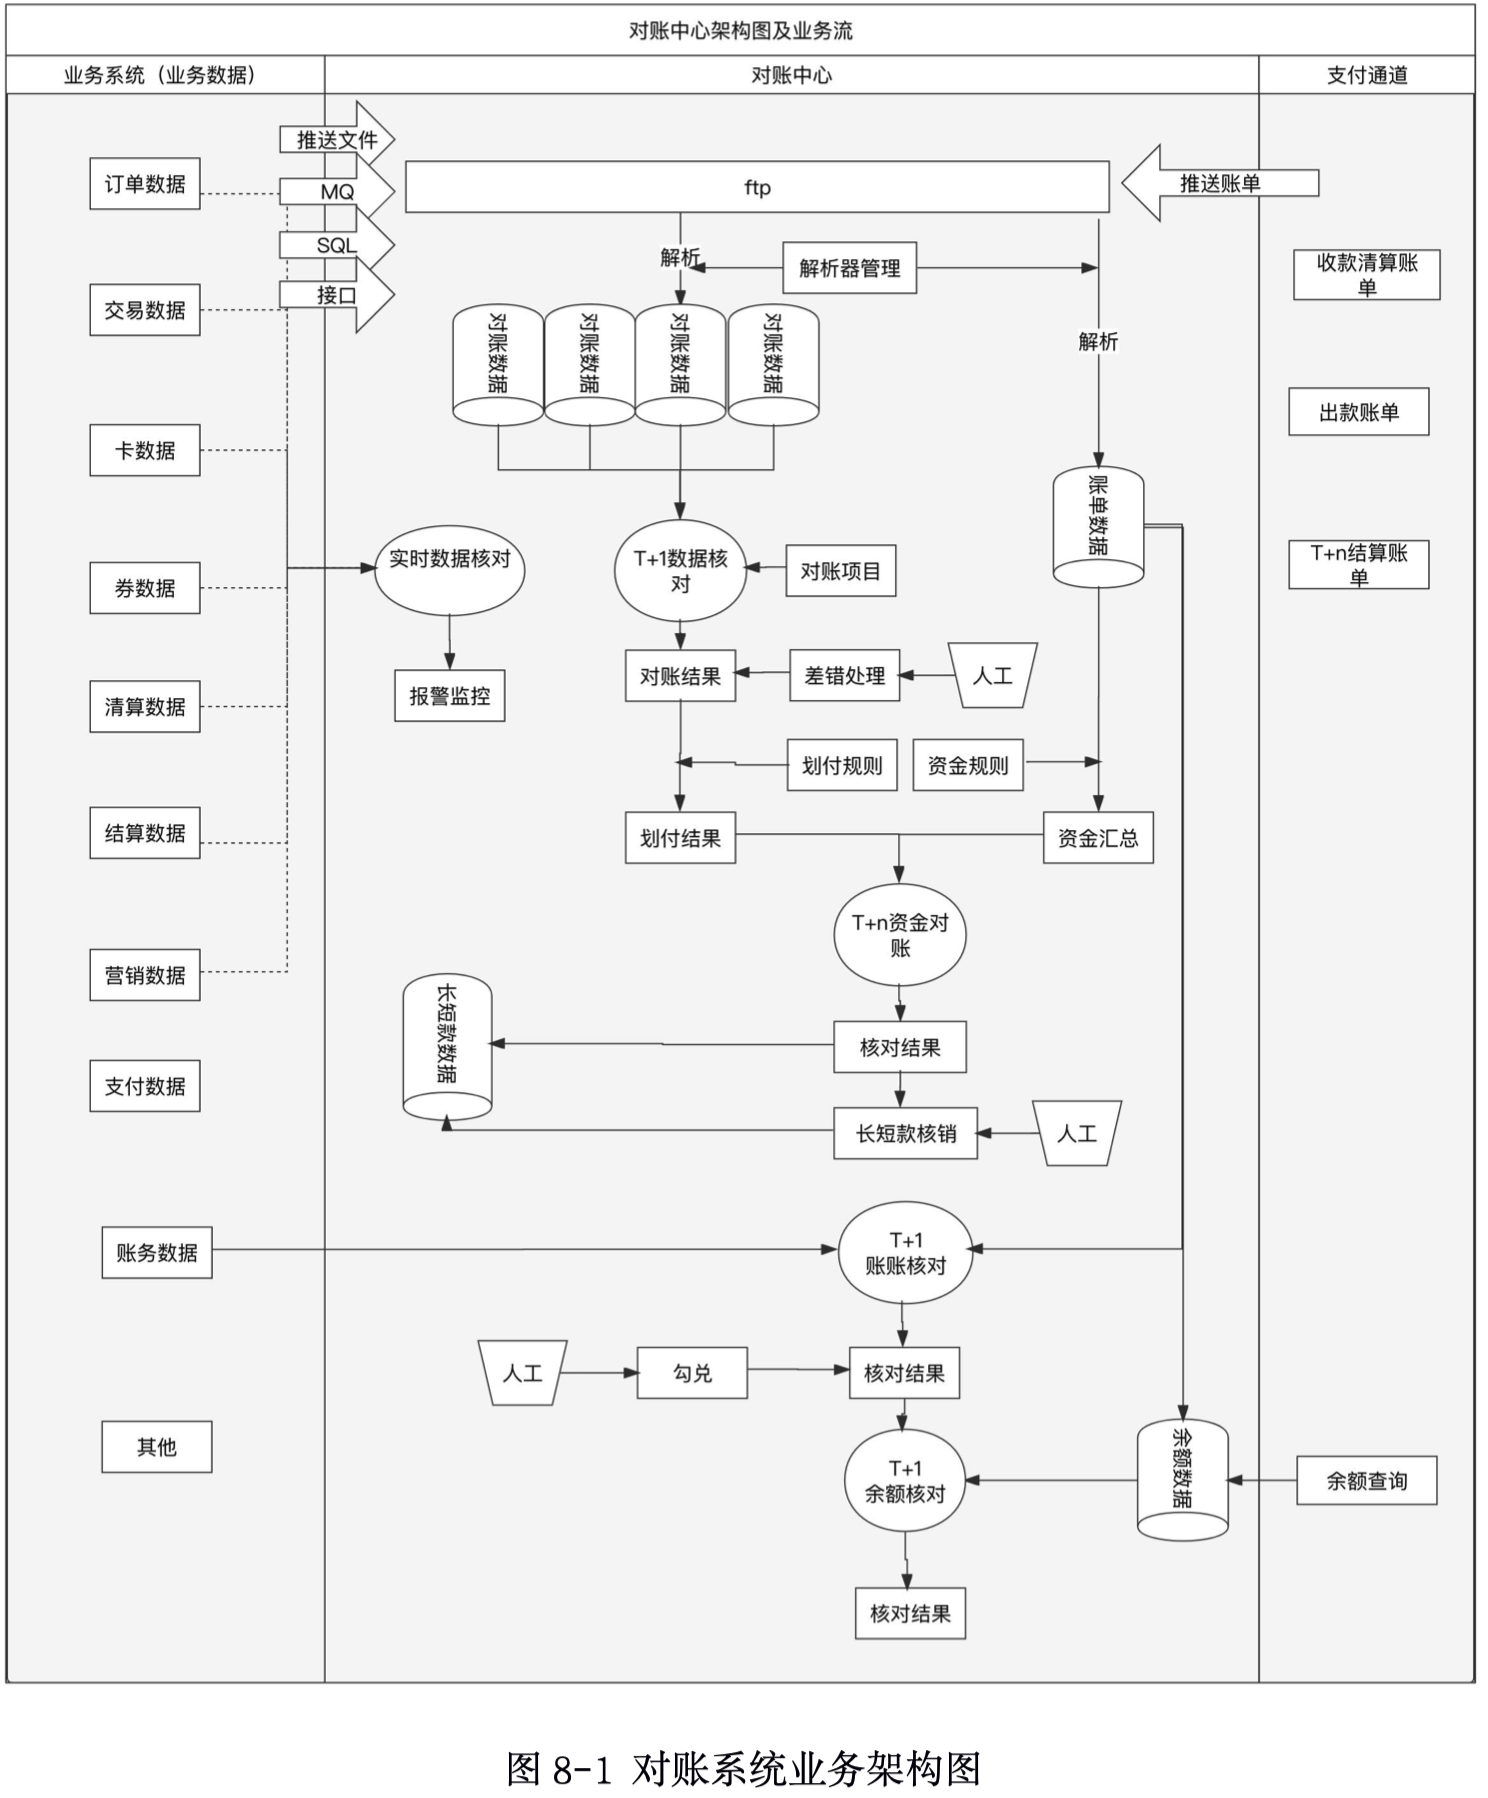 对账中心架构图及业务流
业务系统（业务数据）
对账中心
支付通道
推送文件
订单数据
MQ
ftp
推送账单
SQL
解析
解析器管理
收款清算账
单
接口
交易数据
对账数据
对账数据
对账数据
对账数据
解析
出款账单
卡数据
账单数据
实时数据核对
T+1数据核
对
对账项目
T+n结算账
单
券数据
报警监控
对账结果
差错处理
人工
清算数据
划付规则
资金规则
结算数据
划付结果
资金汇总
T+n资金对
账
营销数据
长短款数据
核对结果
支付数据
长短款核销
人工
账务数据
T+1
账账核对
人工
勾兑
核对结果
其他
T+1
余额核对
余额数据
余额查询
核对结果
图 8-1 对账系统业务架构图